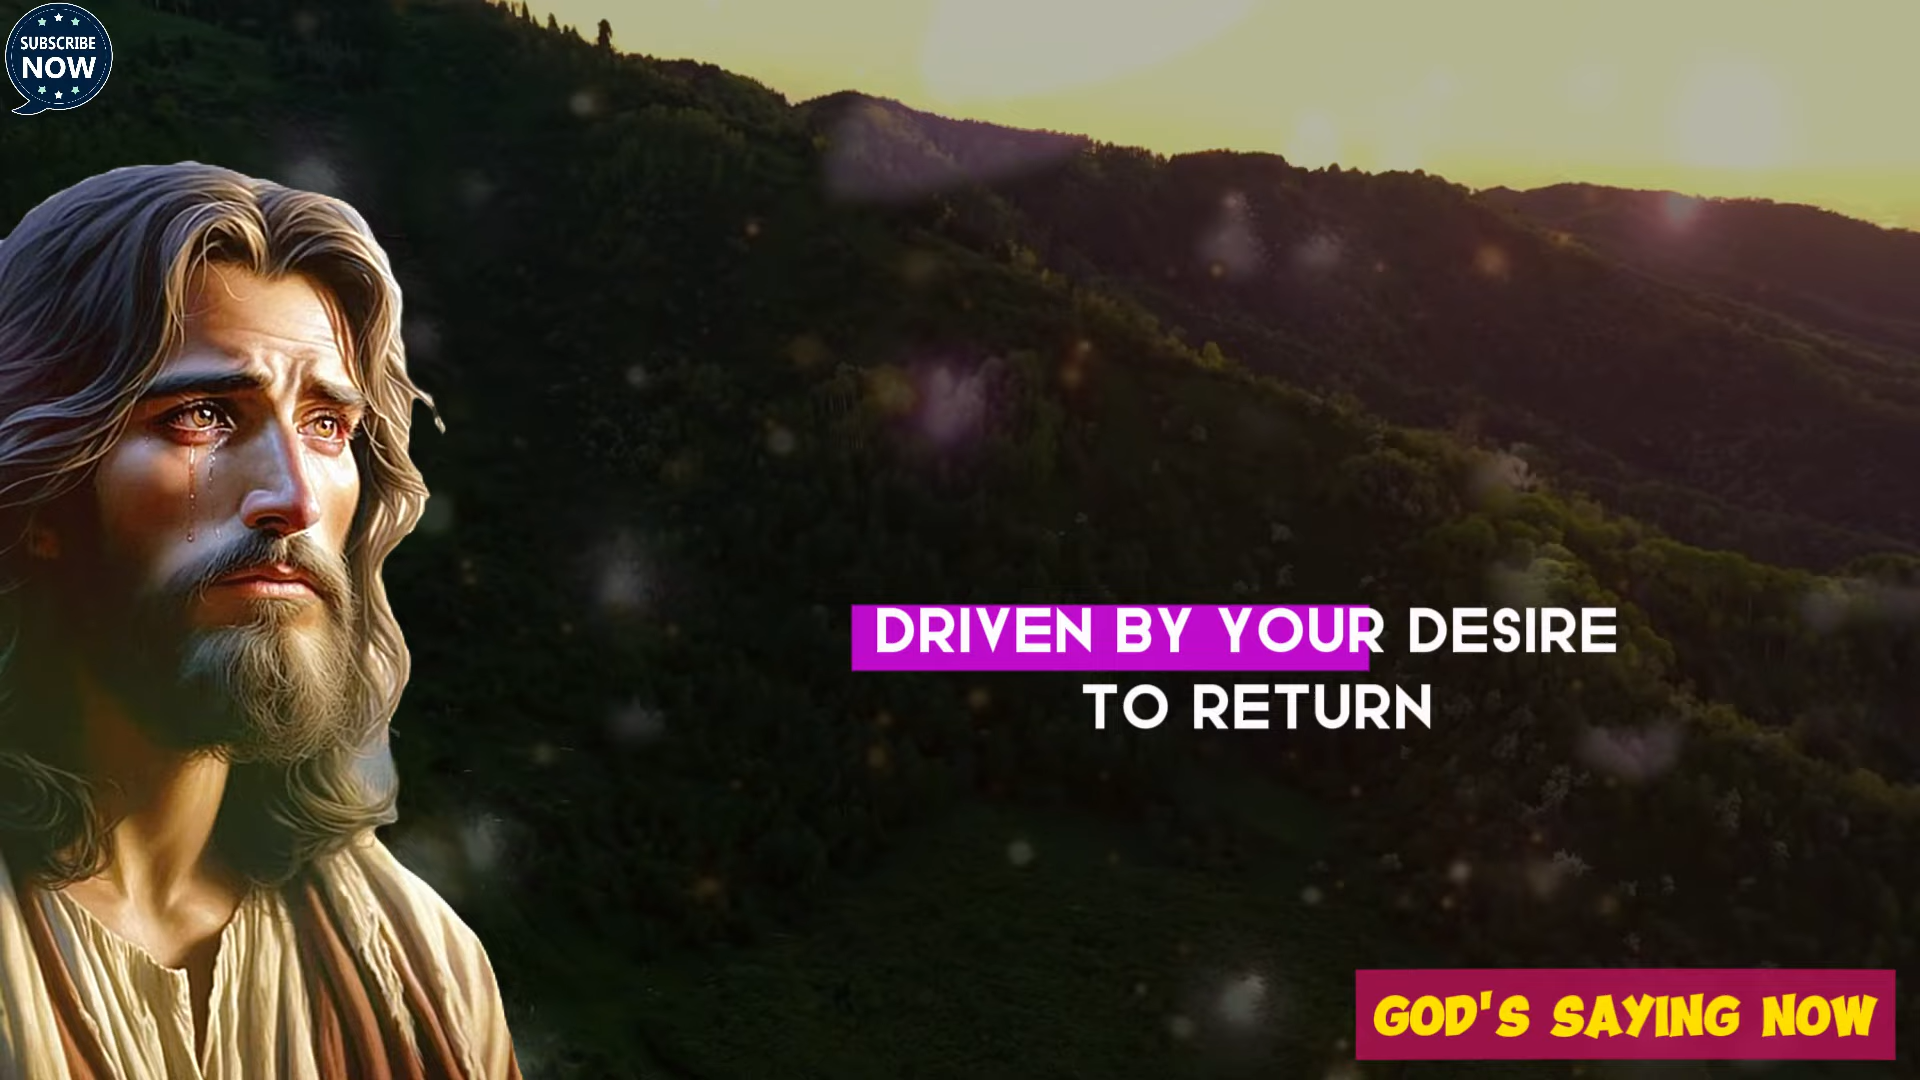 SUBSCRIBE
NOW
DRIVEN BY YOUR DESIRE
TO RETURN
GOD'S SAYING NOW